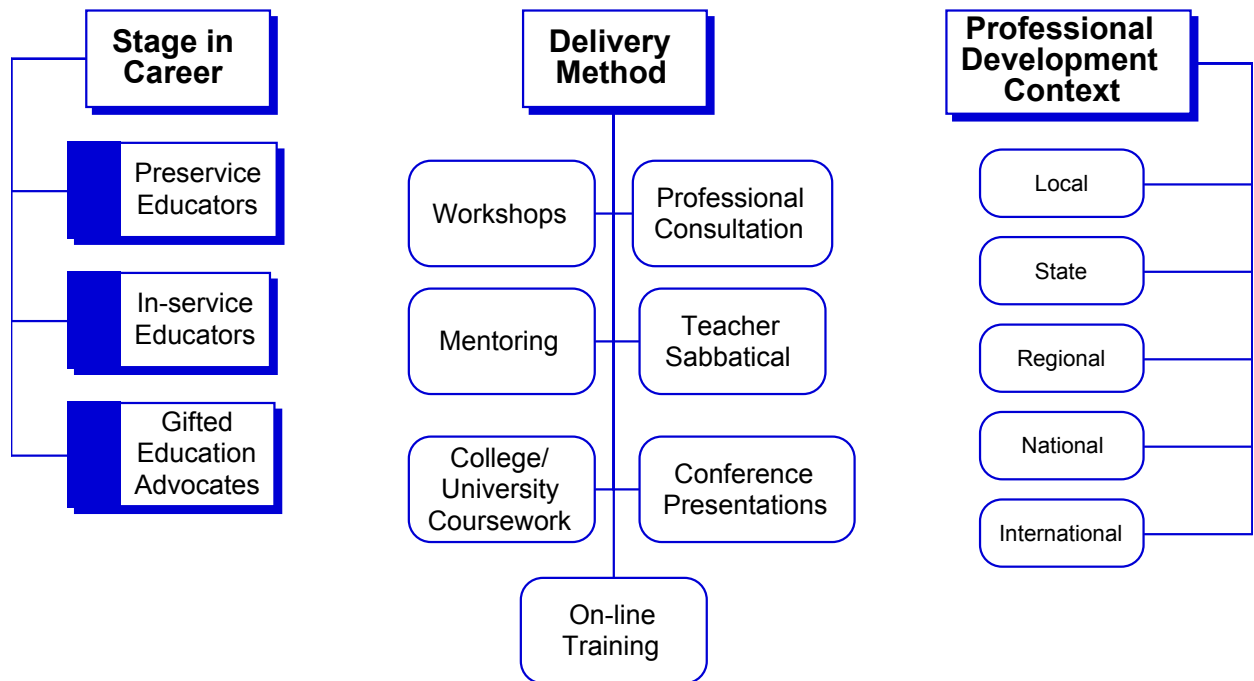 Stage in
Career
Preservice
Educators
In-service
Educators
Gifted
Education
Advocates
Delivery
Method
Workshops
Professional
Consultation
Mentoring
Teacher
Sabbatical
College/
University
Coursework
Conference
Presentations
On-line
Training
Professional
Development
Context
Local
State
Regional
National
International